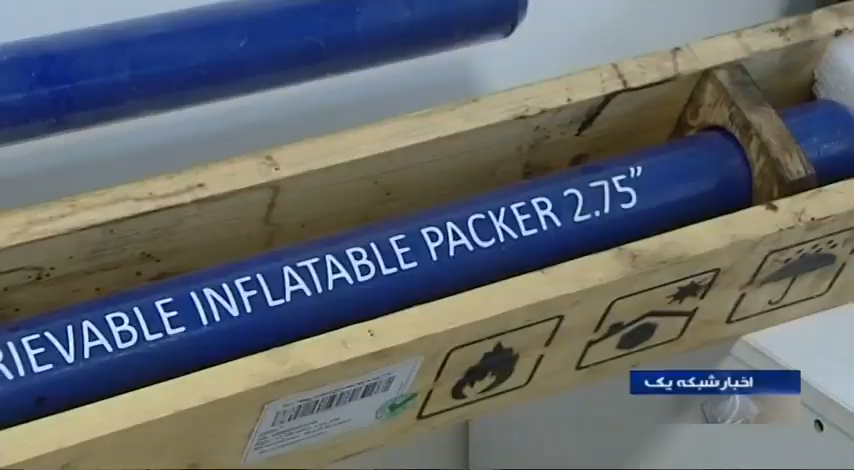 RIEVABLE INFLATABLE PACKER 2.75”
اخبار شبکه یک